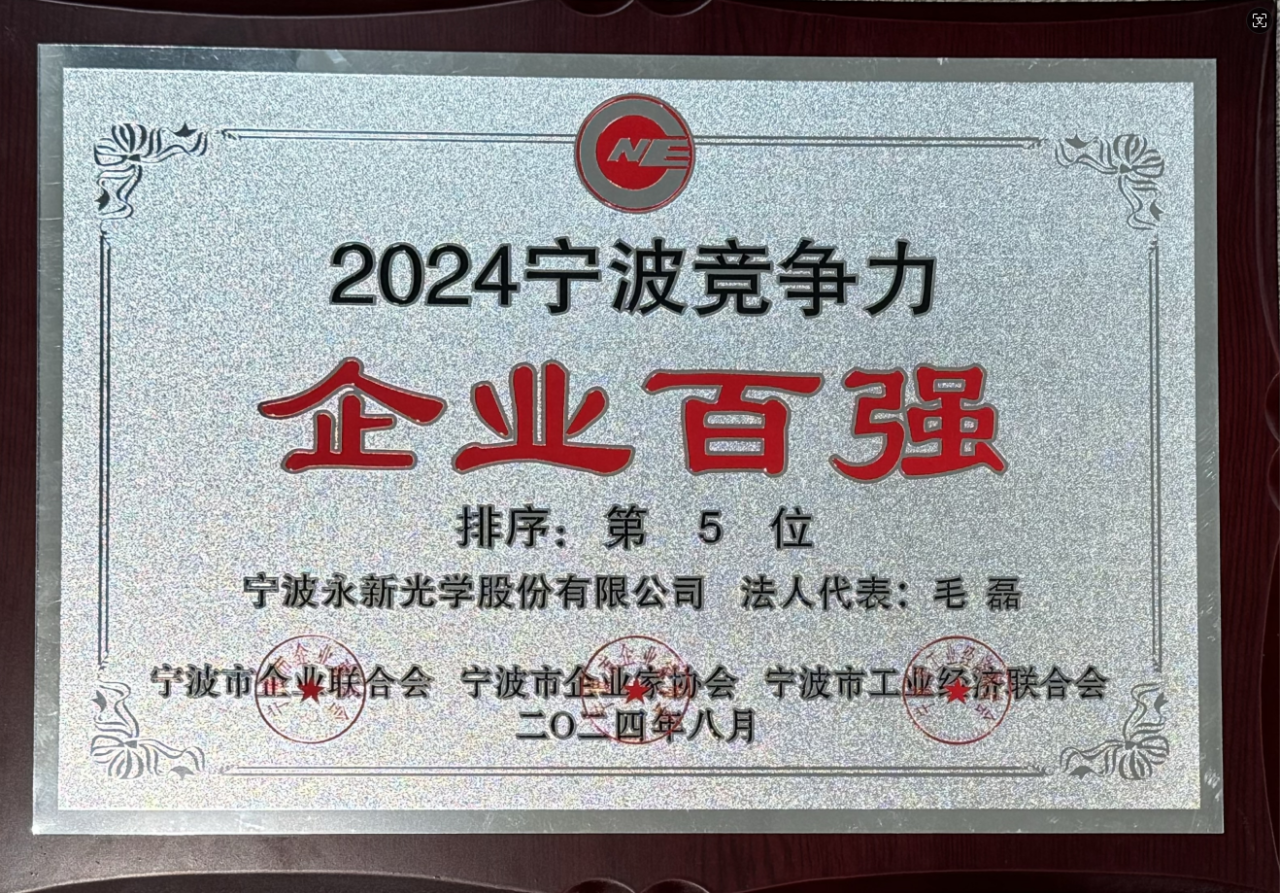 NE
2024宁波竞争力
企业百强
排序：第 5 位
宁波永新光学股份有限公司 法人代表：毛 磊
宁波市企业联合会 宁波市企业家协会 宁波市工业经济联合会
二〇二四年八月